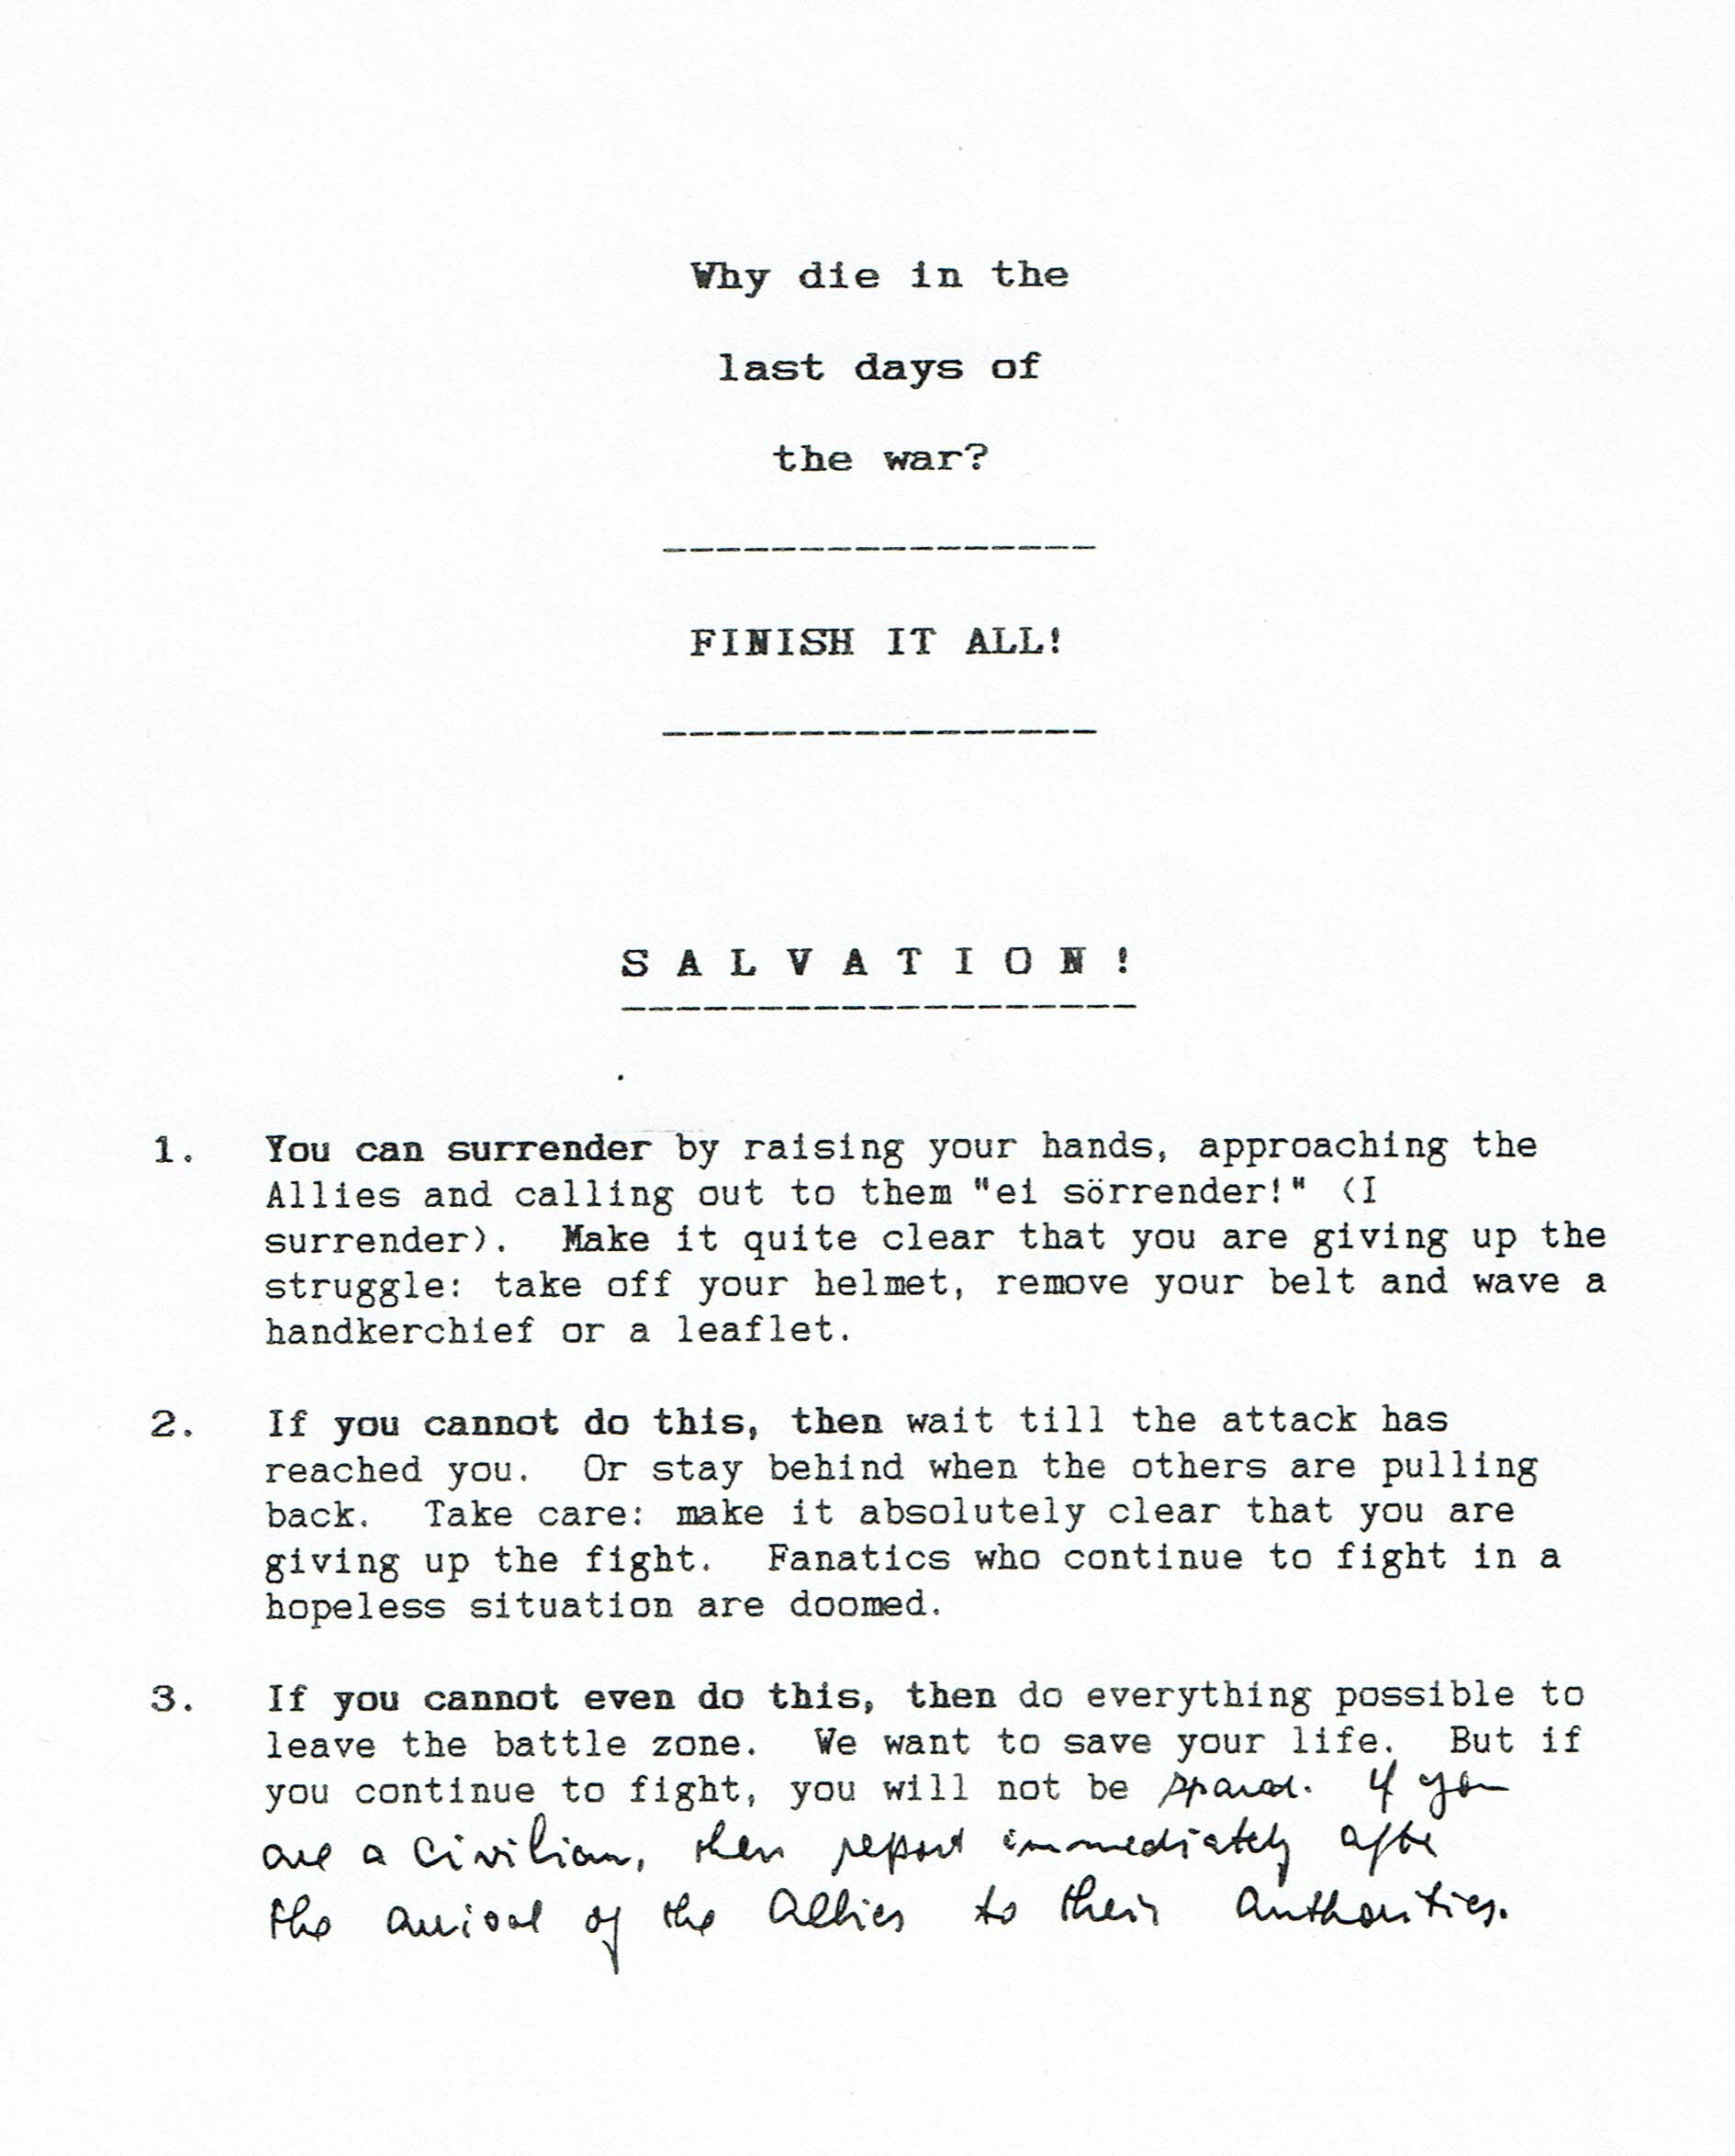 Why die in the
last days of
the war?
----------------
FINISH IT ALL!
----------------
S A L V A T I O N !
-------------------
1. You can surrender by raising your hands, approaching the
Allies and calling out to them "ei sörrender!" (I
surrender). Make it quite clear that you are giving up the
struggle: take off your helmet, remove your belt and wave a
handkerchief or a leaflet.
2. If you cannot do this, then wait till the attack has
reached you. Or stay behind when the others are pulling
back. Take care: make it absolutely clear that you are
giving up the fight. Fanatics who continue to fight in a
hopeless situation are doomed.
3. If you cannot even do this, then do everything possible to
leave the battle zone. We want to save your life. But if
you continue to fight, you will not be spared. If you
are a civilian, then report immediately after
the arrival of the Allies to their authorities.